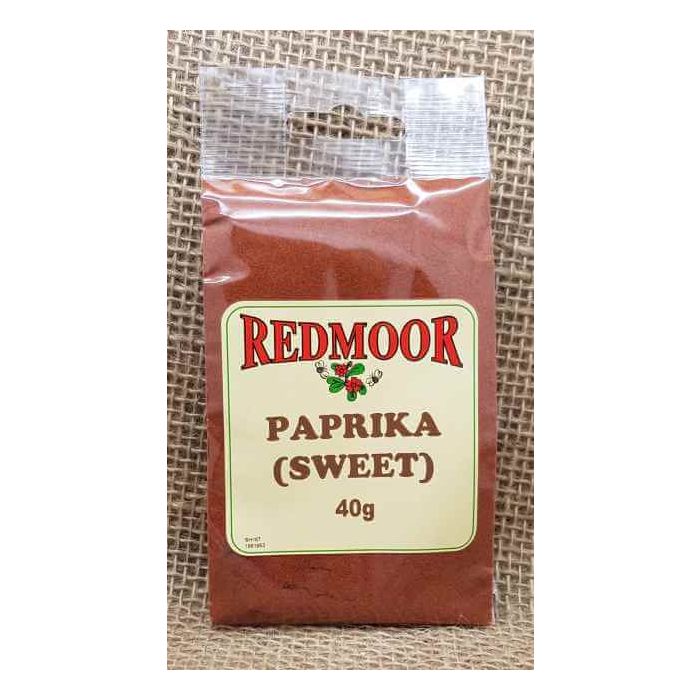 REDMOOR
PAPRIKA
(SWEET)
40g